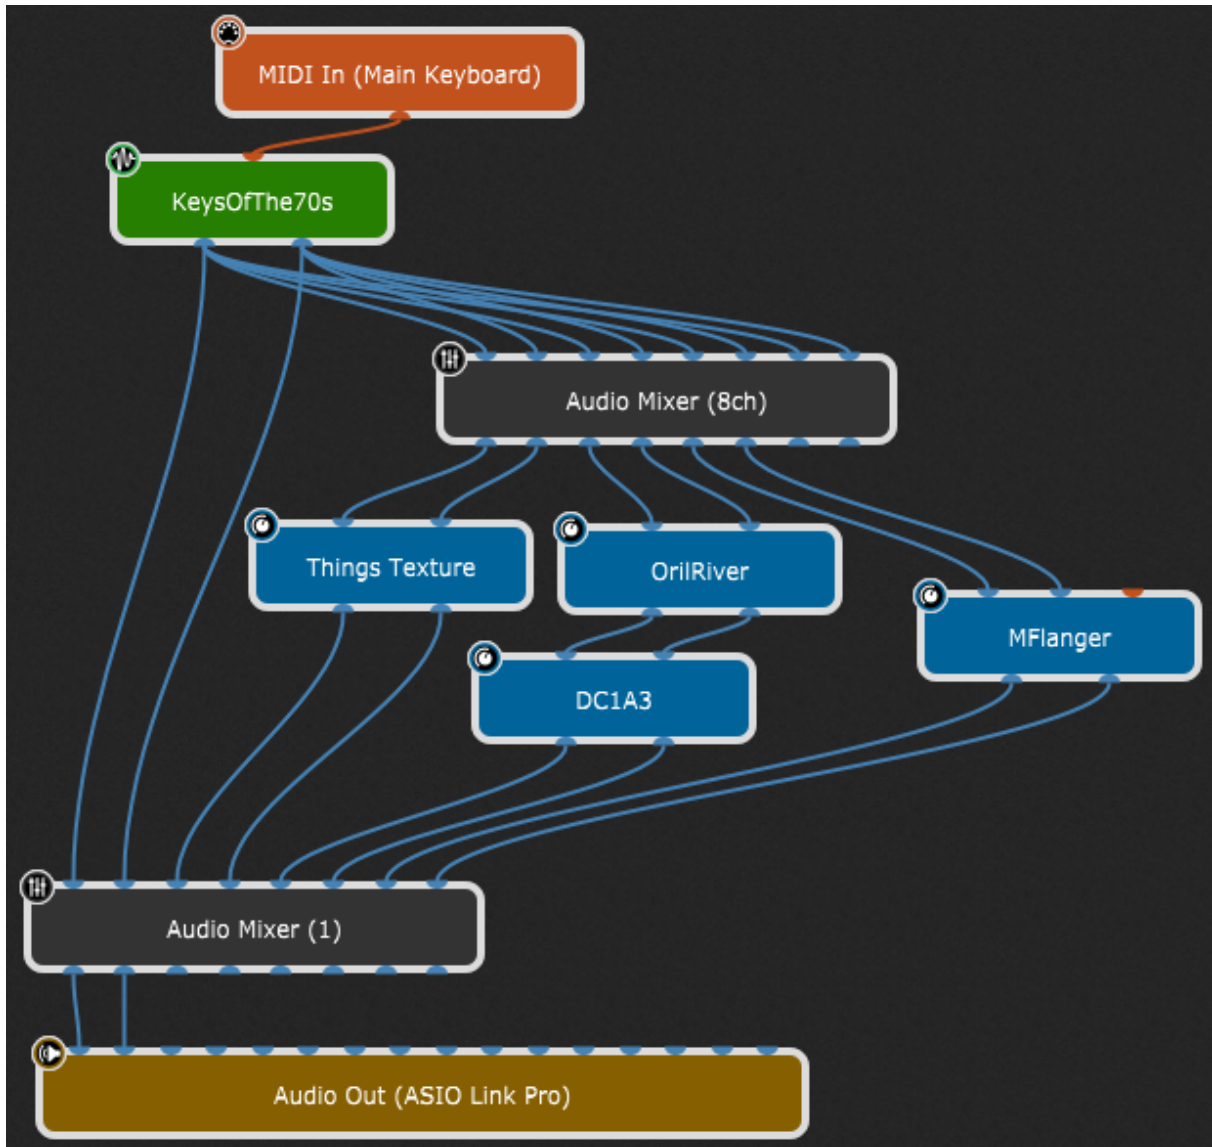 MIDI In (Main Keyboard)
KeysOfThe70s
Audio Mixer (8ch)
Things Texture
OrilRiver
MFlanger
DC1A3
Audio Mixer (1)
Audio Out (ASIO Link Pro)